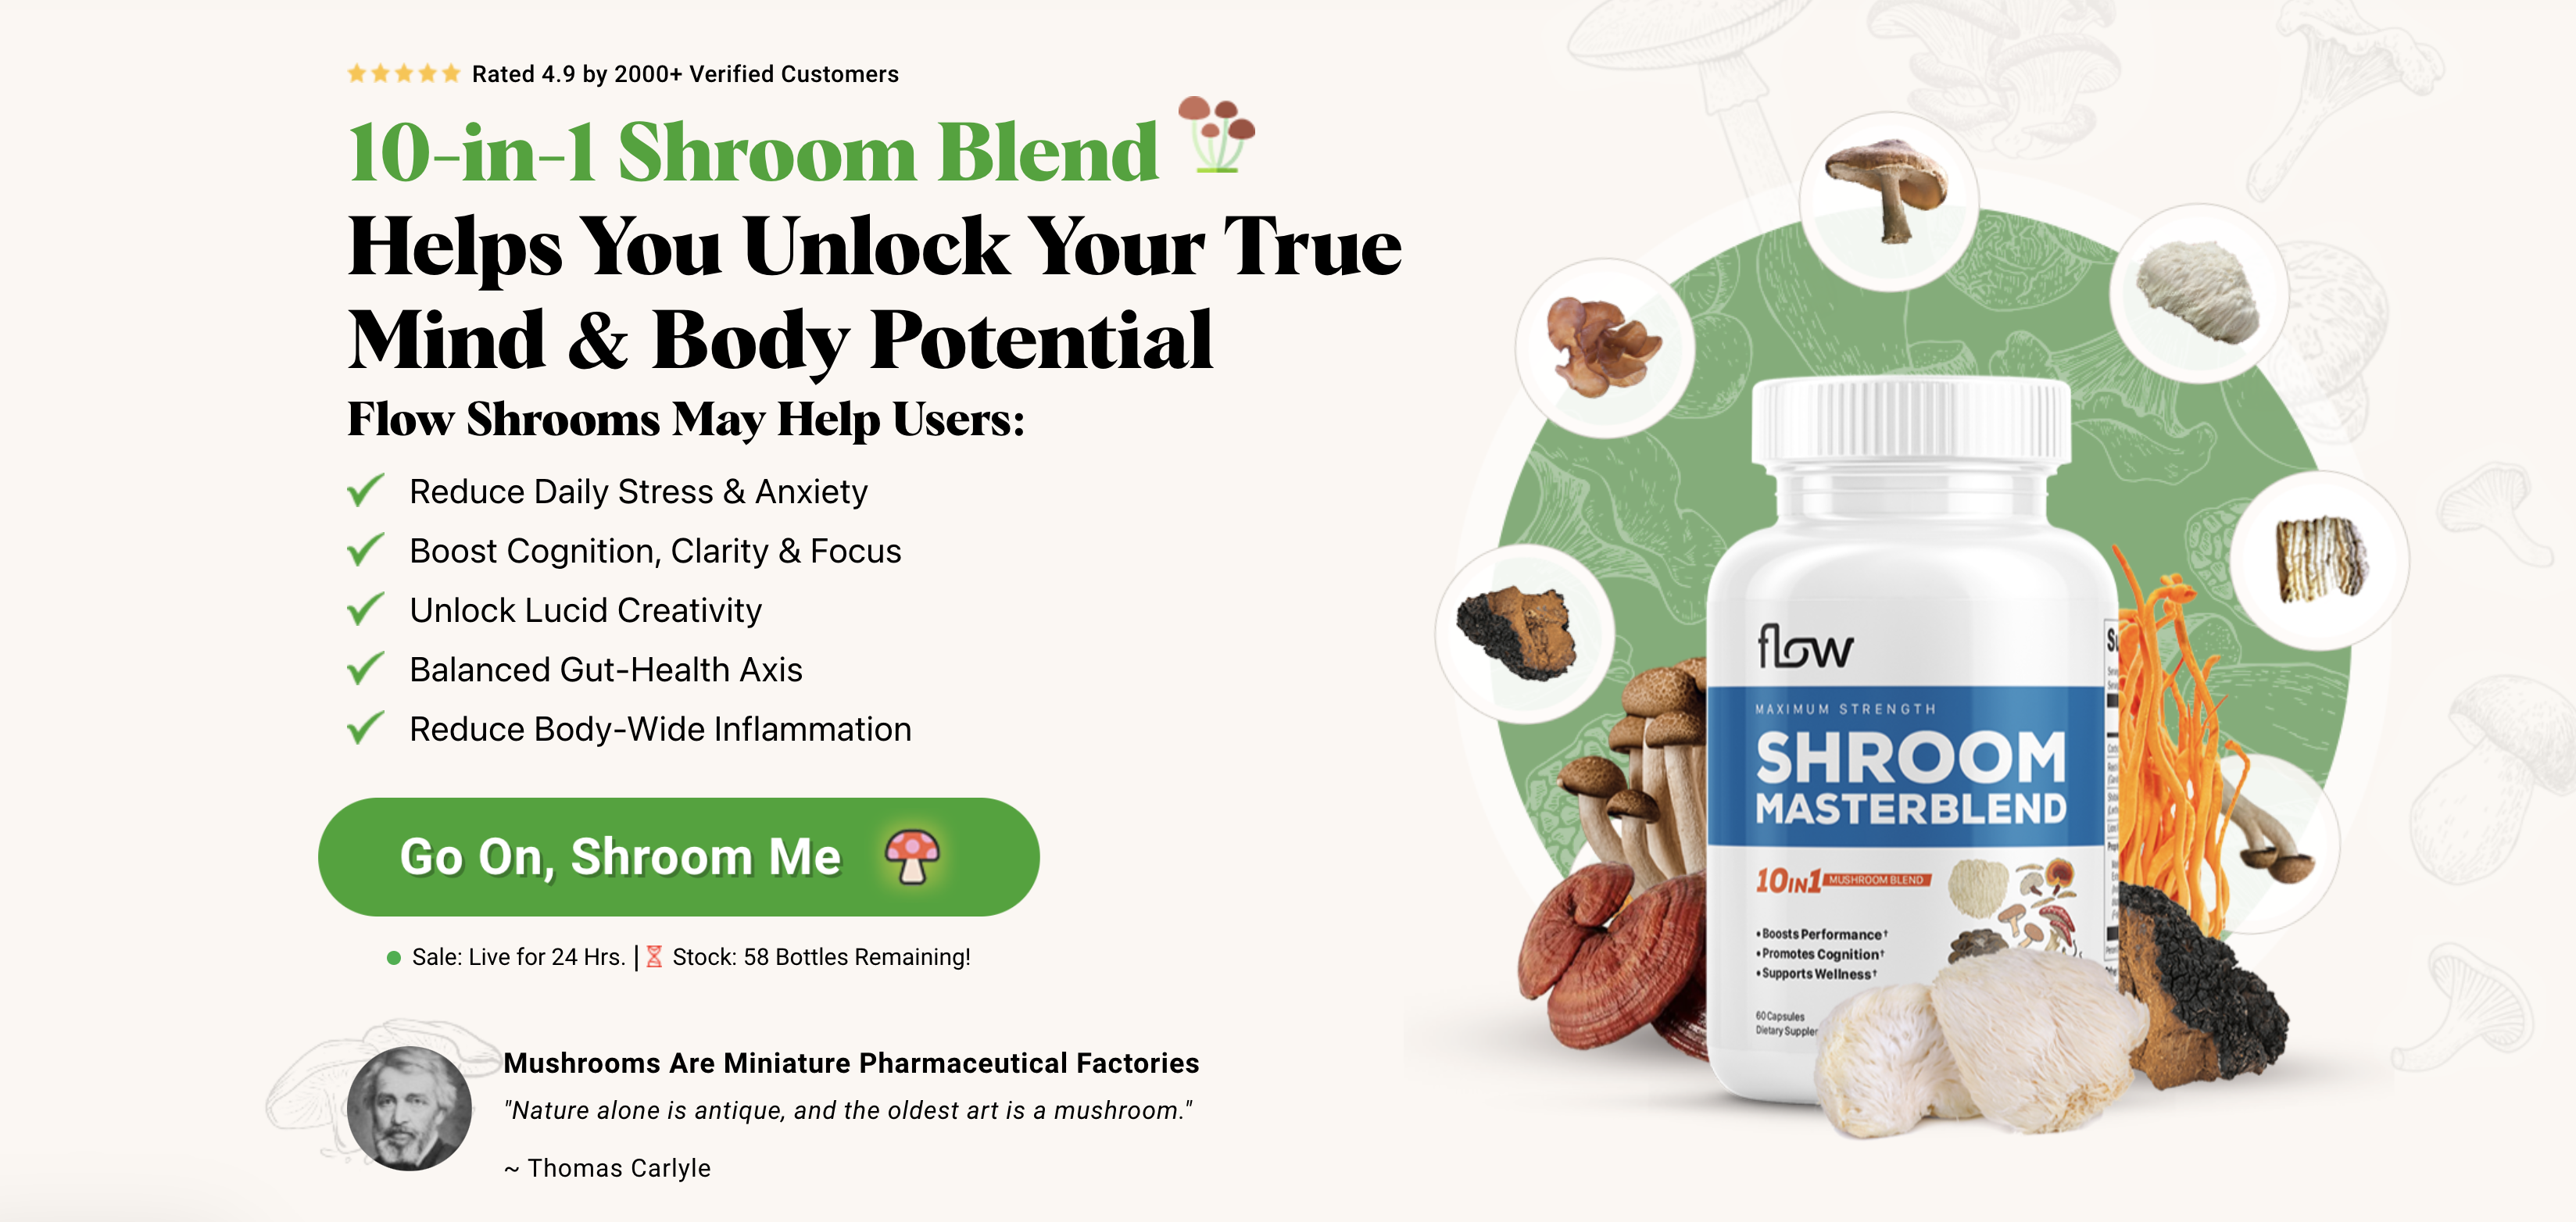 Rated 4.9 by 2000+ Verified Customers
10-in-1 Shroom Blend
Helps You Unlock Your True
Mind & Body Potential
Flow Shrooms May Help Users:
Reduce Daily Stress & Anxiety
Boost Cognition, Clarity & Focus
Unlock Lucid Creativity
Balanced Gut-Health Axis
Reduce Body-Wide Inflammation
Go On, Shroom Me
Sale: Live for 24 Hrs. | Stock: 58 Bottles Remaining!
Mushrooms Are Miniature Pharmaceutical Factories
"Nature alone is antique, and the oldest art is a mushroom."
~ Thomas Carlyle
flow
MAXIMUM STRENGTH
SHROOM
MASTERBLEND
10IN1 MUSHROOM BLEND
•Boosts Performance†
•Promotes Cognition†
•Supports Wellness†
60 Capsules
Dietary